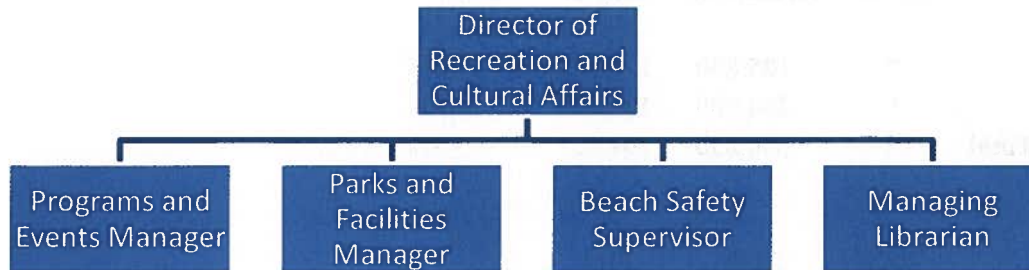 Director of
Recreation and
Cultural Affairs
Programs and
Events Manager
Parks and
Facilities
Manager
Beach Safety
Supervisor
Managing
Librarian